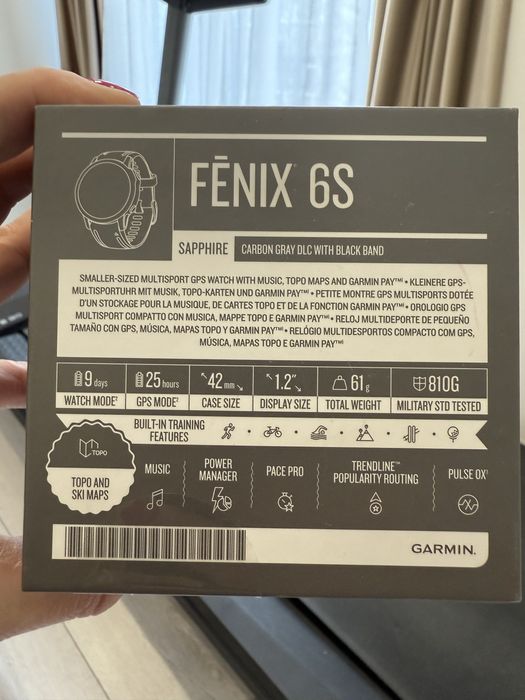 FĒNIX® 6S
SAPPHIRE CARBON GRAY DLC WITH BLACK BAND
SMALLER-SIZED MULTISPORT GPS WATCH WITH MUSIC, TOPO MAPS AND GARMIN PAY™¹ • KLEINERE GPS-
MULTISPORTUHR MIT MUSIK, TOPO-KARTEN UND GARMIN PAY™¹ • PETITE MONTRE GPS MULTISPORTS DOTÉE
D'UN STOCKAGE POUR LA MUSIQUE, DE CARTES TOPO ET DE LA FONCTION GARMIN PAY™¹ • OROLOGIO GPS
MULTISPORT COMPATTO CON MUSICA, MAPPE TOPO E GARMIN PAY™¹ • RELOJ MULTIDEPORTE DE PEQUEÑO
TAMAÑO CON GPS, MÚSICA, MAPAS TOPO Y GARMIN PAY™¹ • RELÓGIO MULTIDESPORTOS COMPACTO COM GPS,
MÚSICA, MAPAS TOPO E GARMIN PAY™¹
9 days 25 hours 42 mm 1.2" 61 g 810G
WATCH MODE† GPS MODE† CASE SIZE DISPLAY SIZE TOTAL WEIGHT MILITARY STD TESTED
BUILT-IN TRAINING
FEATURES
TOPO
TOPO AND
SKI MAPS
MUSIC
POWER
MANAGER
PACE PRO
TRENDLINE™
POPULARITY ROUTING
PULSE OX†
GARMIN.